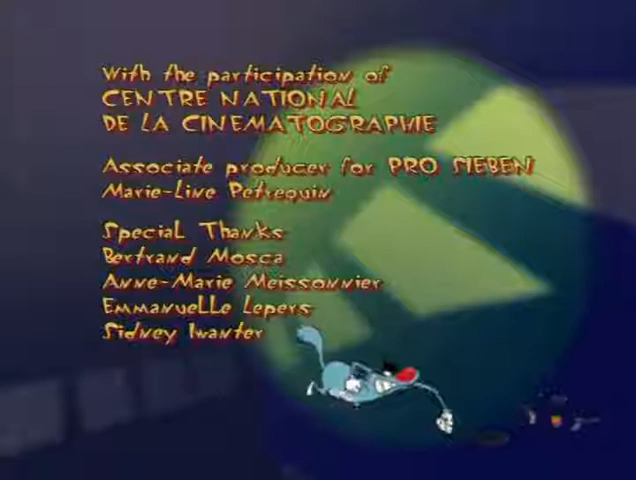 With the participation of
CENTRE NATIONAL
DE LA CINEMATOGRAPHIE
Associate producer for PRO SIEBEN
Marie-Line Petrequin
Special Thanks
Bertrand Mosca
Anne-Marie Meissonnier
Emmanuelle Lepers
Sidney Iwanter